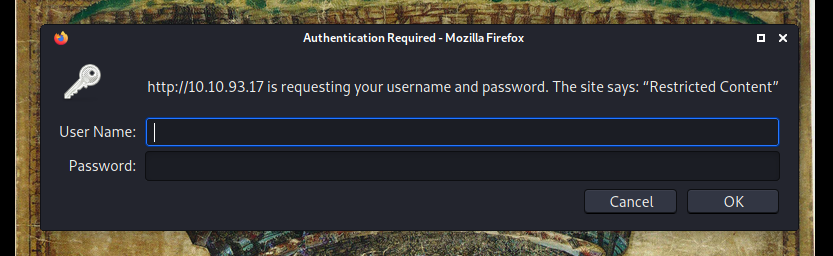 Authentication Required - Mozilla Firefox
http://10.10.93.17 is requesting your username and password. The site says: “Restricted Content”
User Name:
Password:
Cancel OK